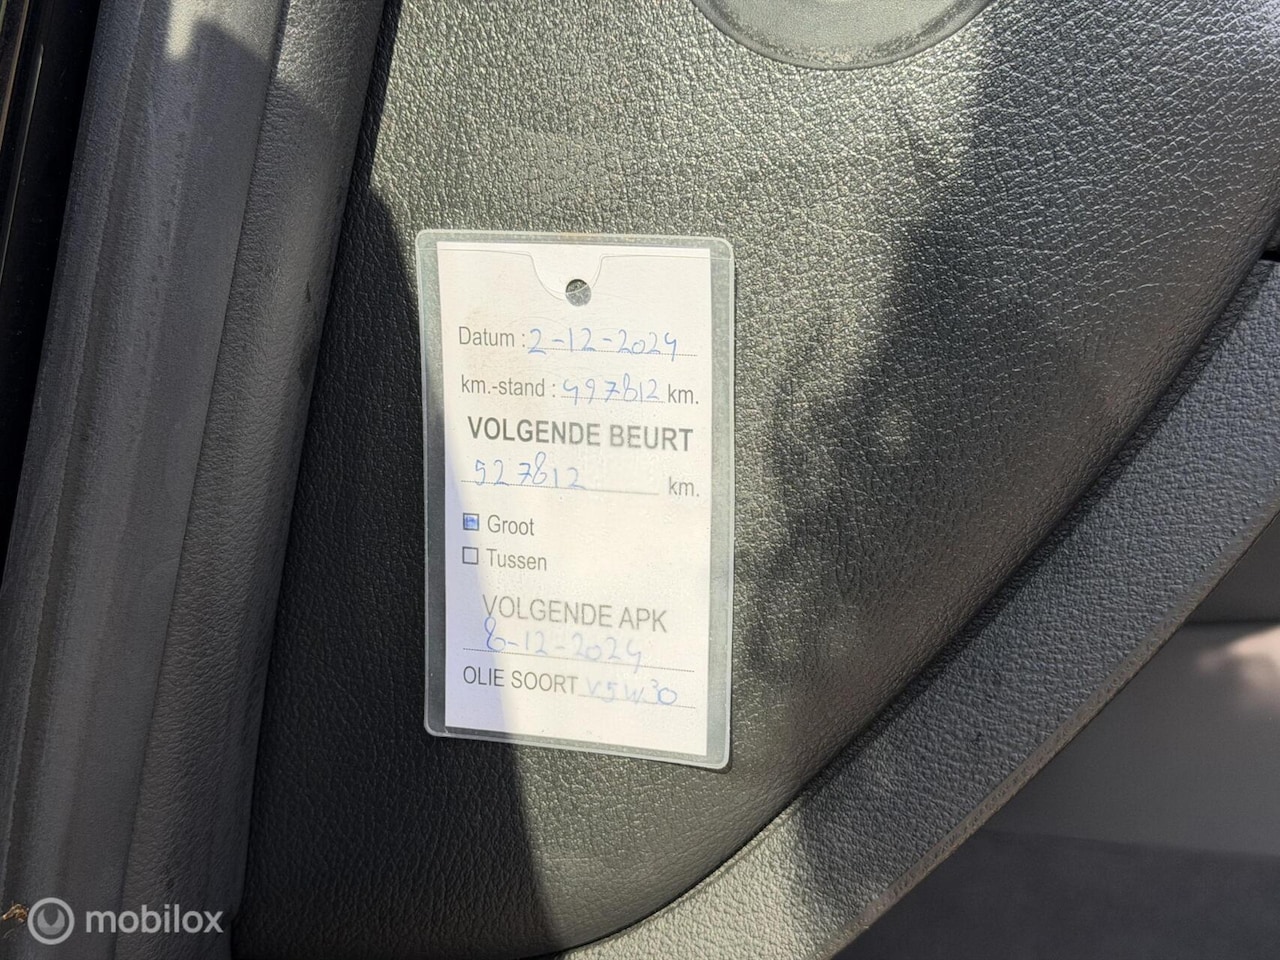 Datum : 2-12-2024
km.-stand : 497812 km.
VOLGENDE BEURT
527812 km.
Groot
Tussen
VOLGENDE APK
8-12-2024
OLIE SOORT V5W30
mobilox